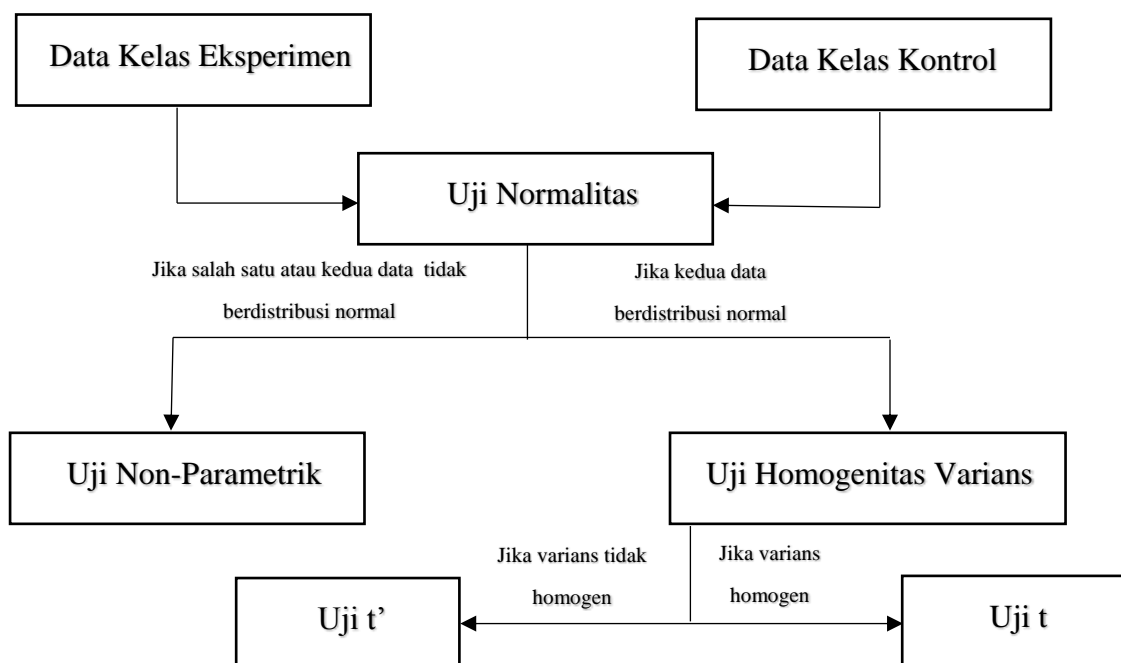 Data Kelas Eksperimen
Data Kelas Kontrol
Uji Normalitas
Jika salah satu atau kedua data tidak
berdistribusi normal
Jika kedua data
berdistribusi normal
Uji Non-Parametrik
Uji Homogenitas Varians
Jika varians tidak
homogen
Jika varians
homogen
Uji t’
Uji t